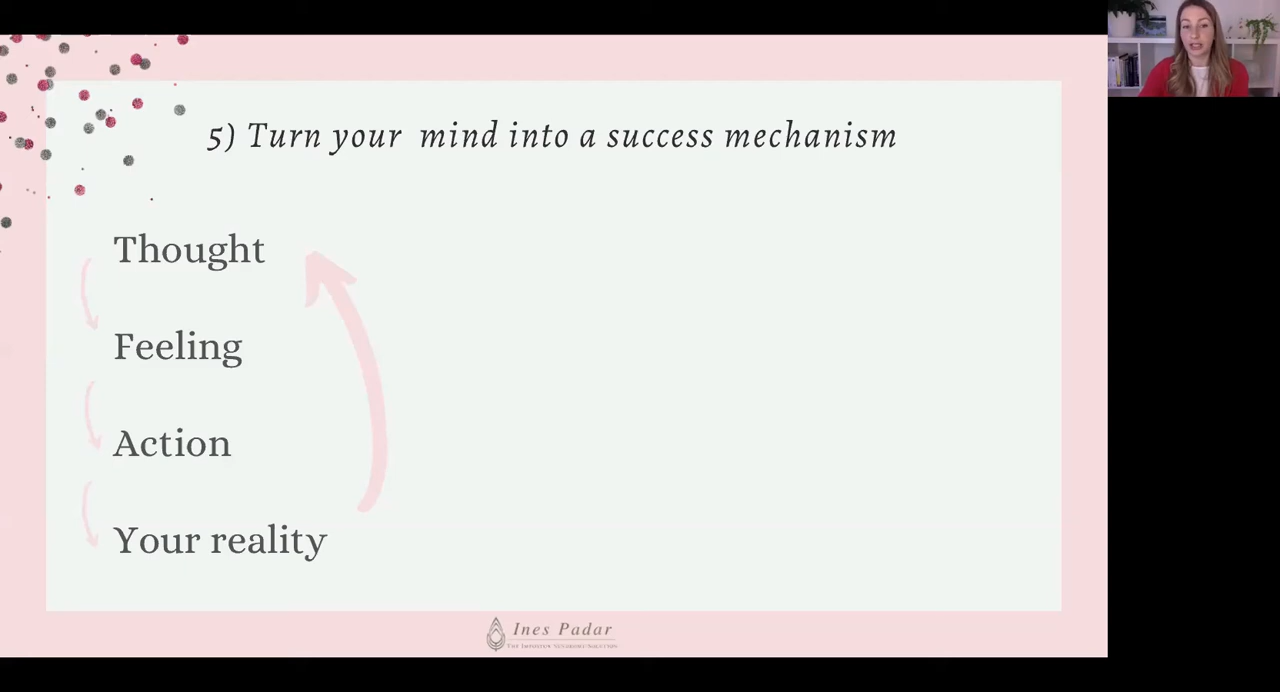 5) Turn your mind into a success mechanism
Thought
Feeling
Action
Your reality
Ines Padar